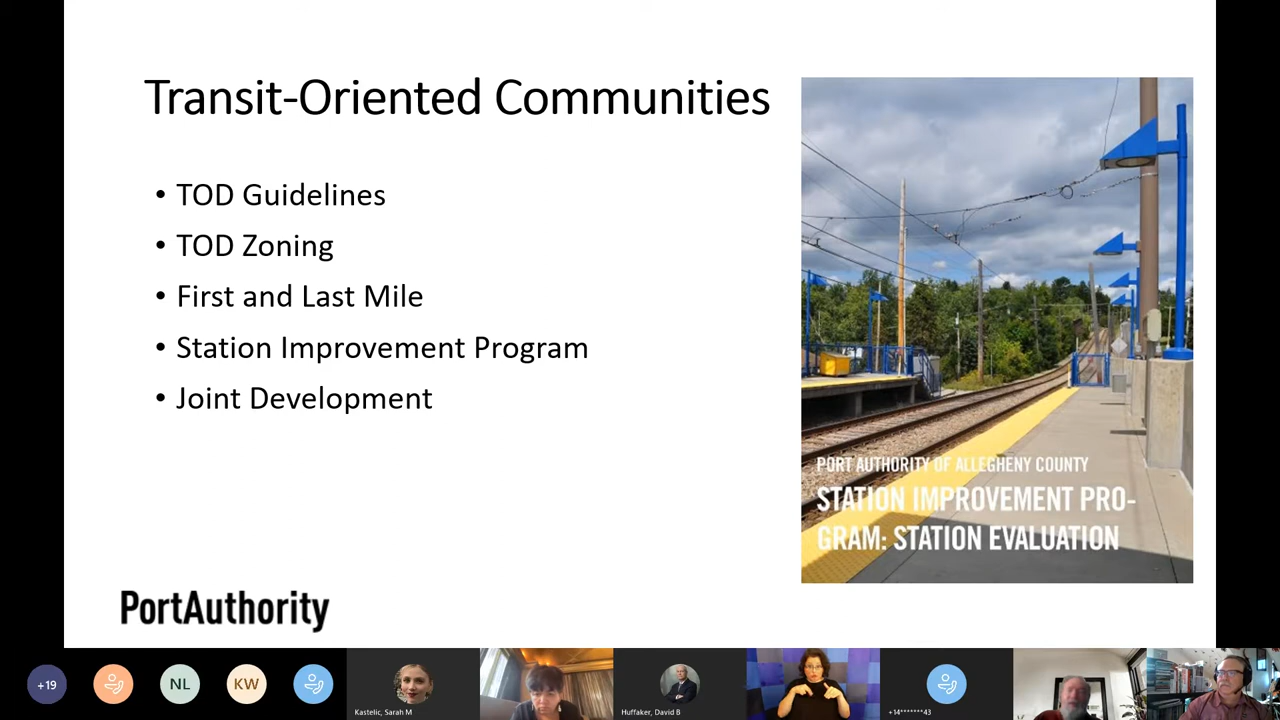 Transit-Oriented Communities
• TOD Guidelines
• TOD Zoning
• First and Last Mile
• Station Improvement Program
• Joint Development
PORT AUTHORITY OF ALLEGHENY COUNTY
STATION IMPROVEMENT PRO-
GRAM: STATION EVALUATION
PortAuthority
+19
NL
KW
Kastelic, Sarah M
Huffaker, David B
+14*******43